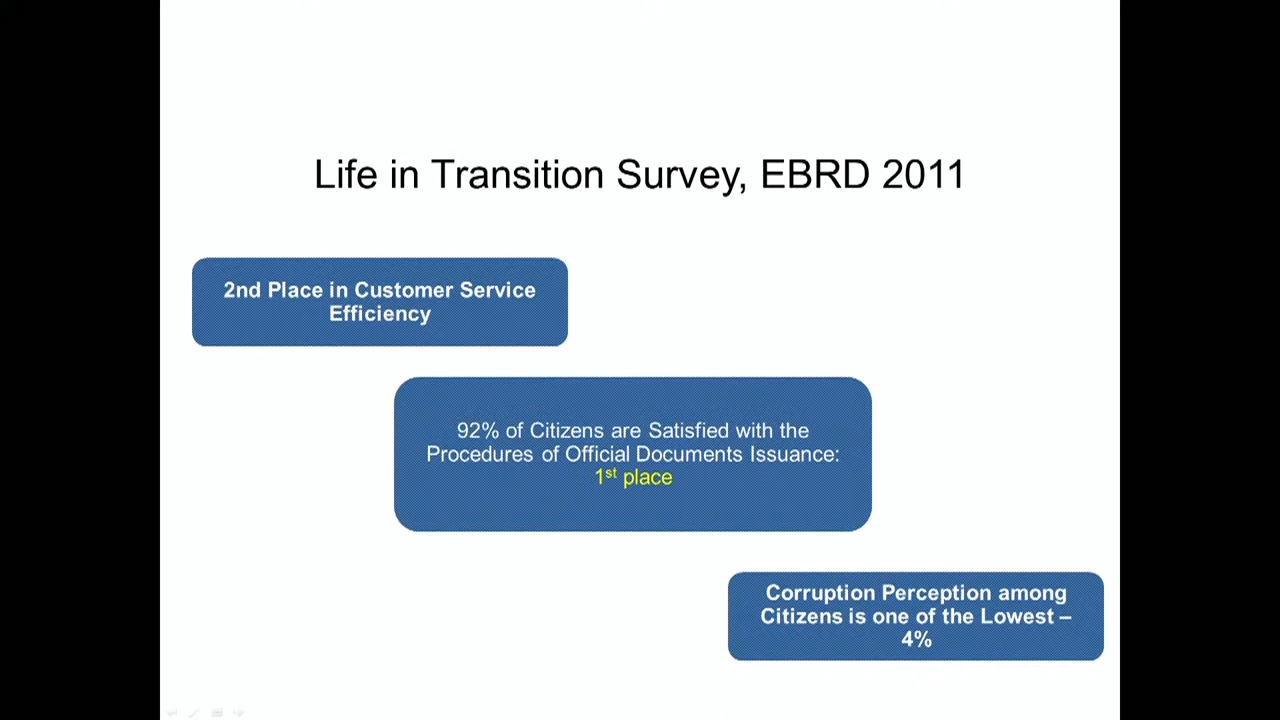 Life in Transition Survey, EBRD 2011
2nd Place in Customer Service
Efficiency
92% of Citizens are Satisfied with the
Procedures of Official Documents Issuance:
1st place
Corruption Perception among
Citizens is one of the Lowest –
4%